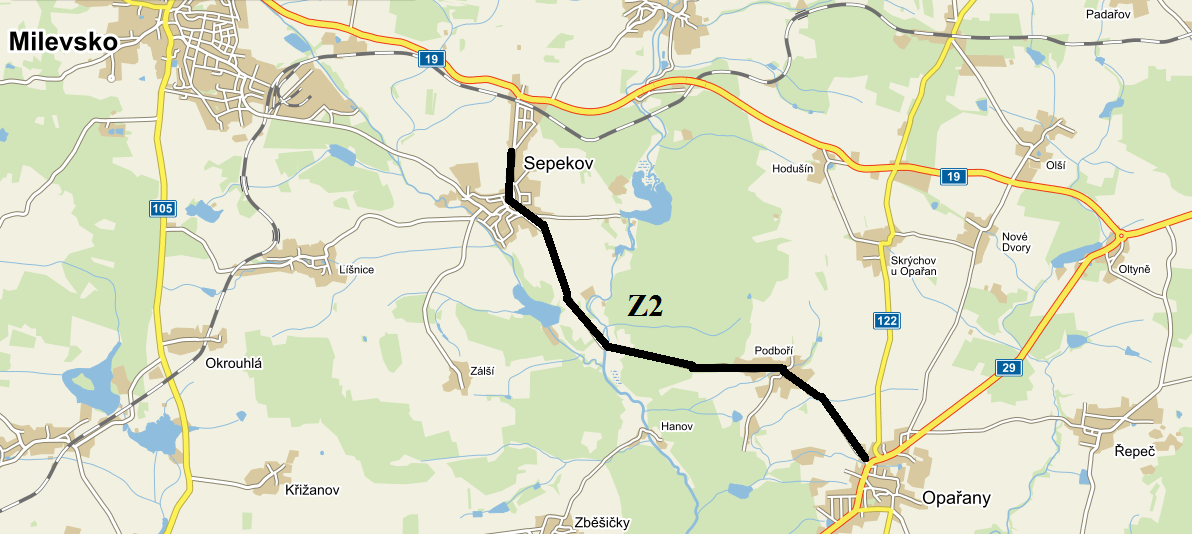 Padařov
Milevsko
19
Sepekov
Hodušín
19
Olší
105
Nové
Dvory
Líšnice
Skrýchov
u Opařan
Oltyně
Z2
122
Okrouhlá
Podboří
Zálší
29
Hanov
Řepeč
Křižanov
Opařany
Zběšičky